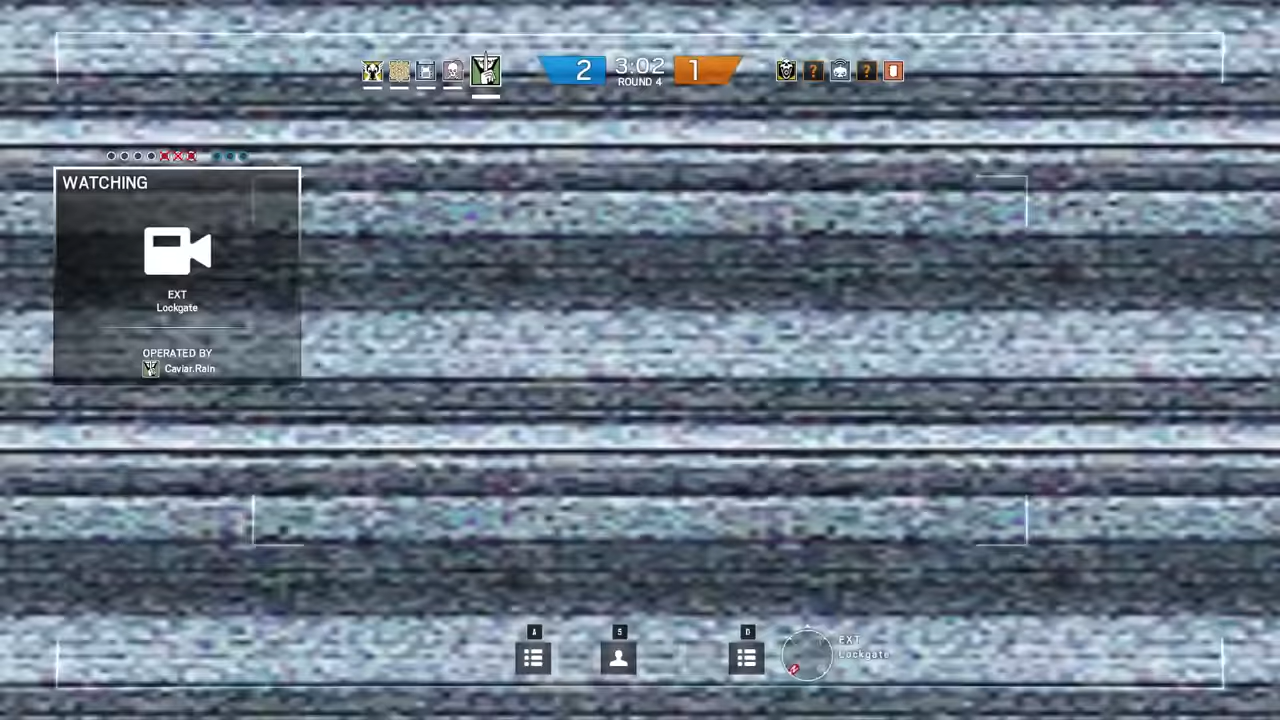 2
3:02
ROUND 4
1
?
?
WATCHING
EXT
Lockgate
OPERATED BY
Caviar.Rain
A
S
D
EXT
Lockgate
N